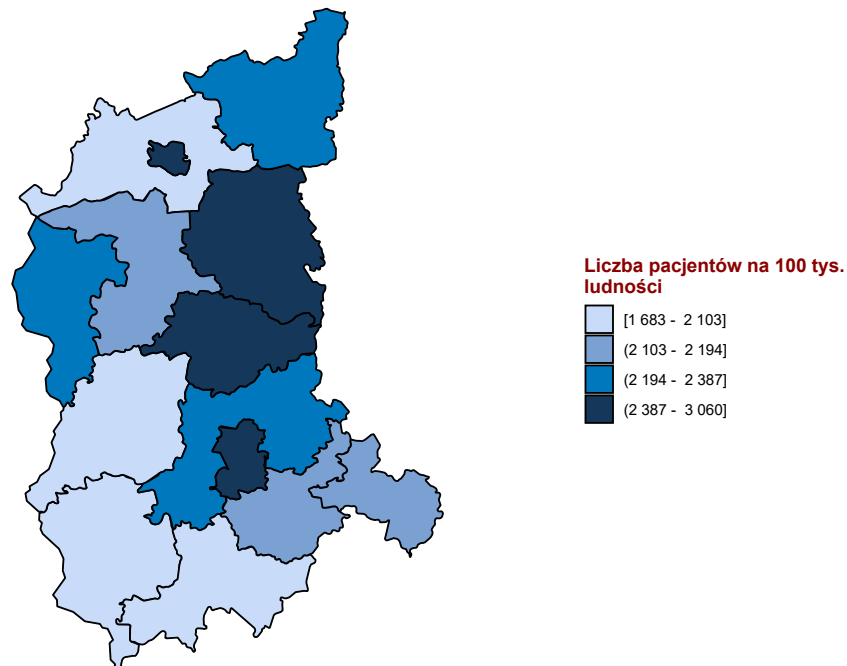 Liczba pacjentów na 100 tys.
ludności
[1 683 - 2 103]
(2 103 - 2 194]
(2 194 - 2 387]
(2 387 - 3 060]